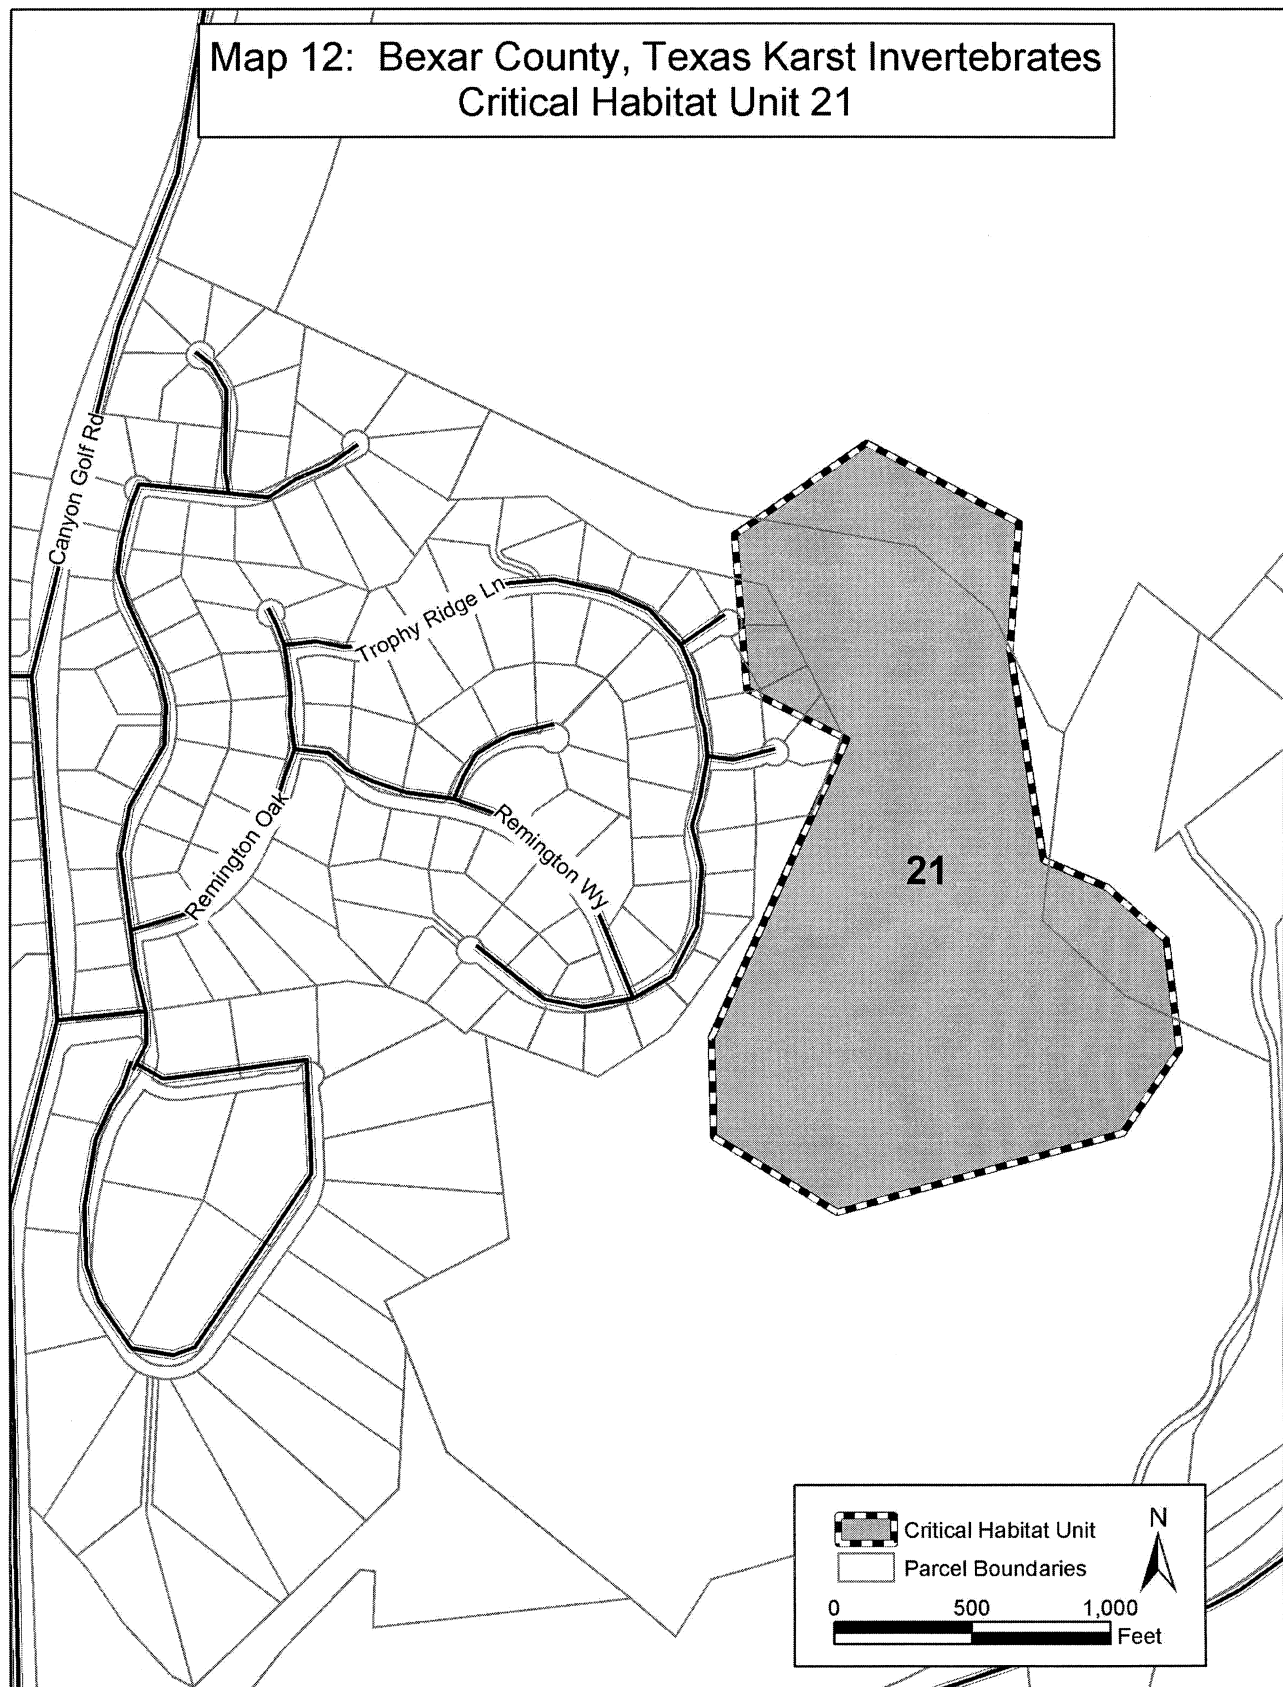 Map 12: Bexar County, Texas Karst Invertebrates
Critical Habitat Unit 21
Canyon Golf Rd
Trophy Ridge Ln
Remington Oak
Remington Wy
21
Critical Habitat Unit
Parcel Boundaries
N
0 500 1,000
Feet